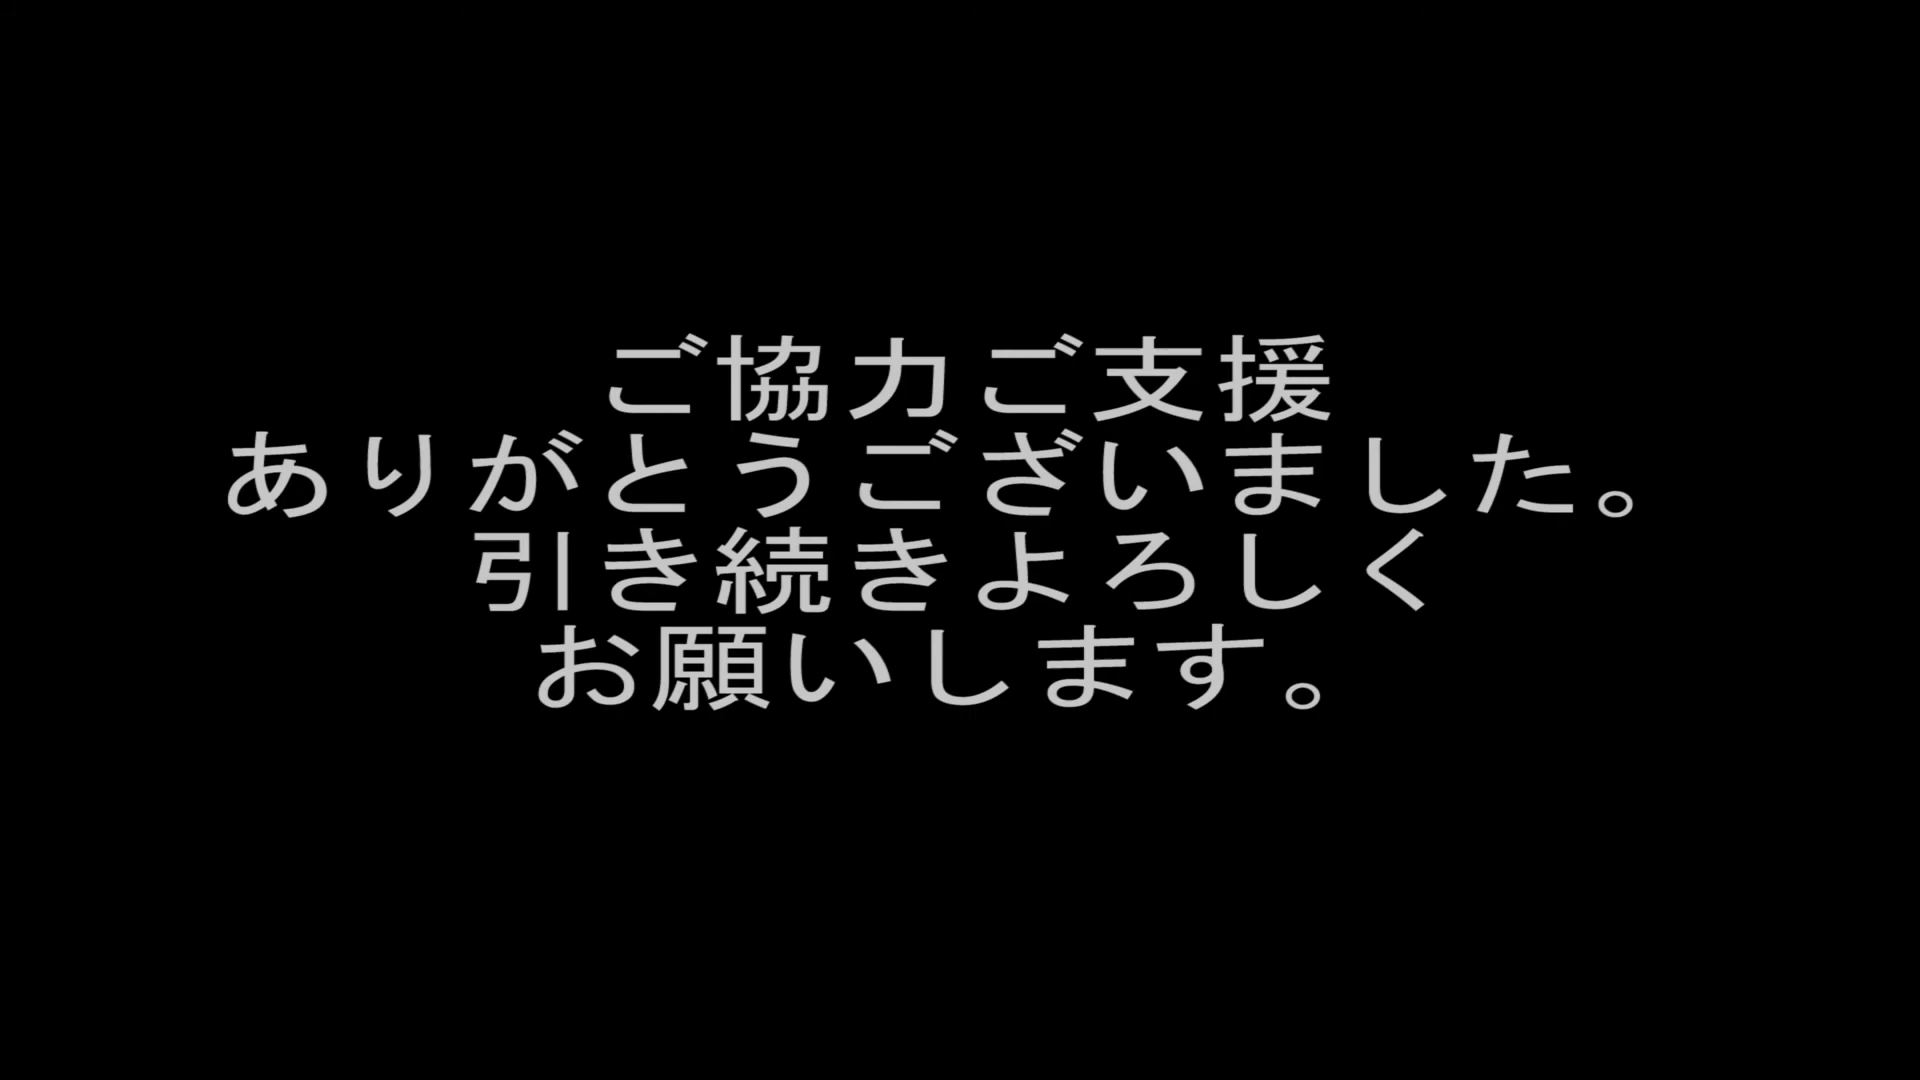 ご協力ご支援
ありがとうございました。
引き続きよろしく
お願いします。